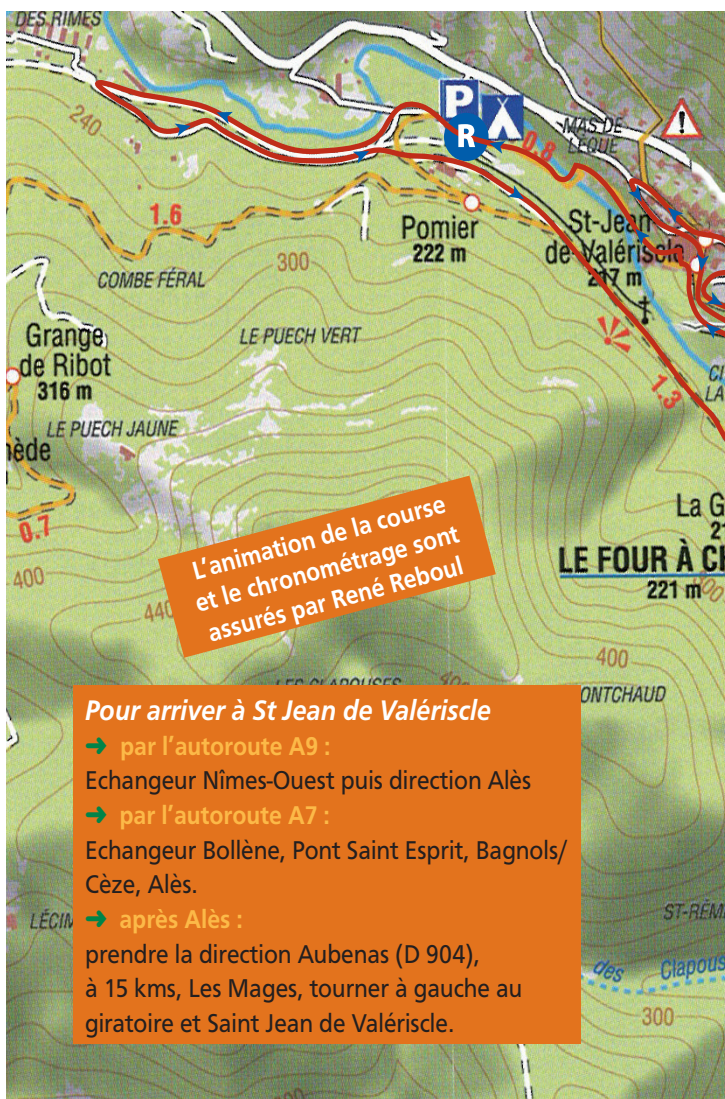 DES RIMES
240
P
R
MAS DE
LÈQUE
0.8
1.6
Pomier
222 m
St-Jean
de Valériscle
217 m
COMBE FÉRAL
300
LE PUECH VERT
Grange
de Ribot
316 m
1.3
LE PUECH JAUNE
0.7
400
La G
LE FOUR À C
221 m
L'animation de la course
et le chronométrage sont
assurés par René Reboul
440
400
ONTCHAUD
Pour arriver à St Jean de Valériscle
➜ par l'autoroute A9 :
Echangeur Nîmes-Ouest puis direction Alès
➜ par l'autoroute A7 :
Echangeur Bollène, Pont Saint Esprit, Bagnols/
Cèze, Alès.
➜ après Alès :
prendre la direction Aubenas (D 904),
à 15 kms, Les Mages, tourner à gauche au
giratoire et Saint Jean de Valériscle.
LÉCI
ST-RÉM
des Clapous
300